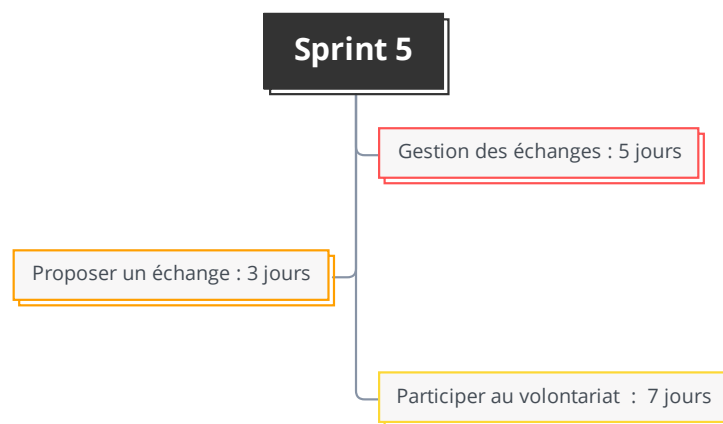 Sprint 5
Gestion des échanges : 5 jours
Proposer un échange : 3 jours
Participer au volontariat : 7 jours